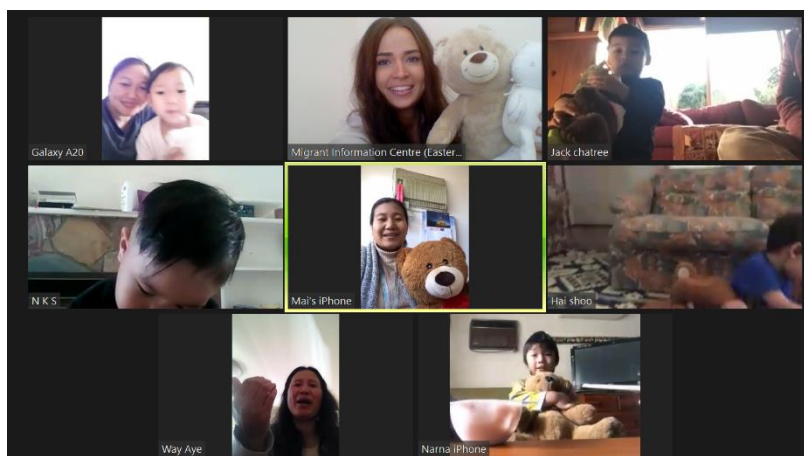 Galaxy A20
Migrant Information Centre (Easter...
Jack chatree
N K S
Mai's iPhone
Hai shoo
Way Aye
Narna iPhone